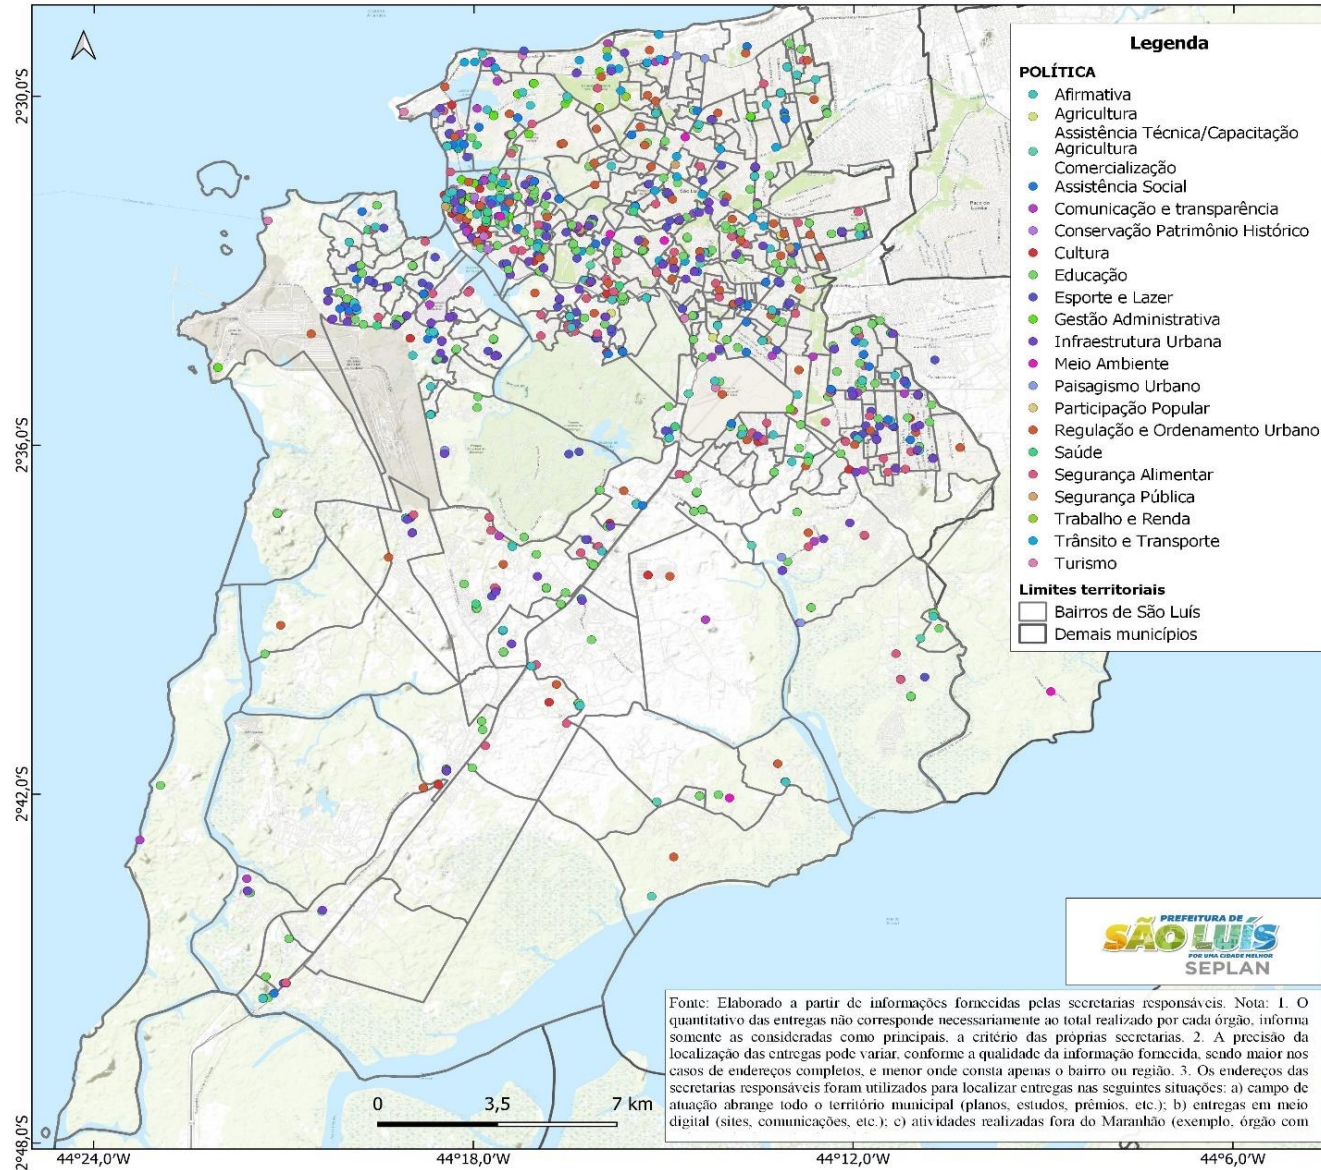 Legenda
POLÍTICA
Afirmativa
Agricultura
Assistência Técnica/Capacitação
Agricultura
Comercialização
Assistência Social
Comunicação e transparência
Conservação Patrimônio Histórico
Cultura
Educação
Esporte e Lazer
Gestão Administrativa
Infraestrutura Urbana
Meio Ambiente
Paisagismo Urbano
Participação Popular
Regulação e Ordenamento Urbano
Saúde
Segurança Alimentar
Segurança Pública
Trabalho e Renda
Trânsito e Transporte
Turismo
Limites territoriais
Bairros de São Luís
Demais municípios
2°30,0'S
2°36,0'S
2°42,0'S
2°48,0'S
PREFEITURA DE
SÃO LUÍS
POR UMA CIDADE MELHOR
SEPLAN
Fonte: Elaborado a partir de informações fornecidas pelas secretarias responsáveis. Nota: 1. O
quantitativo das entregas não corresponde necessariamente ao total realizado por cada órgão, informa
somente as consideradas como principais, a critério das próprias secretarias. 2. A precisão da
localização das entregas pode variar, conforme a qualidade da informação fornecida, sendo maior nos
casos de endereços completos, e menor onde consta apenas o bairro ou região. 3. Os endereços das
secretarias responsáveis foram utilizados para localizar entregas nas seguintes situações: a) campo de
atuação abrange todo o território municipal (planos, estudos, prêmios, etc.); b) entregas em meio
digital (sites, comunicações, etc.); c) atividades realizadas fora do Maranhão (exemplo, órgão com
0 3,5 7 km
44°24,0'W 44°18,0'W 44°12,0'W 44°6,0'W